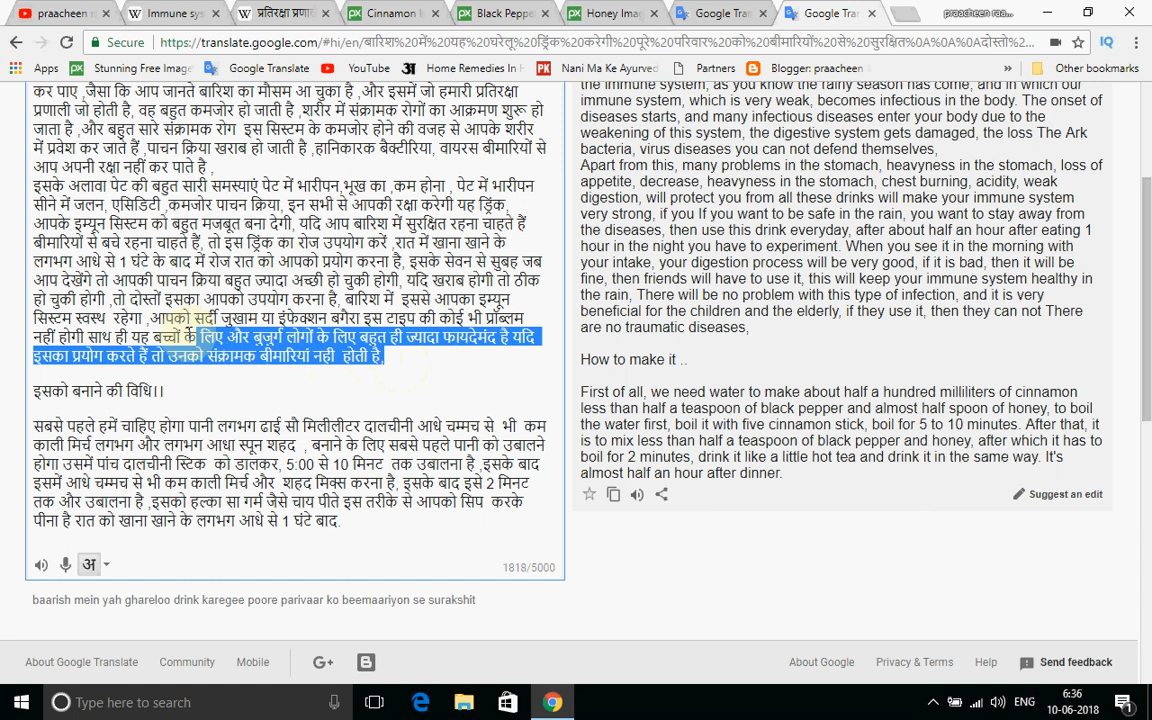 praacheen r
Immune sys
प्रतिरक्षा प्रणा
Cinnamon I
Black Peppe
Honey Imag
Google Tran
Google Tran
praacheen raa...
Secure
https://translate.google.com/#hi/en/बारिश%20में%20यह%20घरेलू%20ड्रिंक%20करेगी%20पूरे%20परिवार%20को%20बीमारियों%20से%20सुरक्षित%0A%0A%0Aदोस्तो%2...
Apps
Stunning Free Image
Google Translate
YouTube
Home Remedies In H
Nani Ma Ke Ayurved
Partners
Blogger: praacheen
»
Other bookmarks
कर पाए ,जैसा कि आप जानते बारिश का मौसम आ चुका है ,और इसमें जो हमारी प्रतिरक्षा
प्रणाली जो होती है, वह बहुत कमजोर हो जाती है ,शरीर में संक्रामक रोगों का आक्रमण शुरू हो
जाता है ,और बहुत सारे संक्रामक रोग इस सिस्टम के कमजोर होने की वजह से आपके शरीर
में प्रवेश कर जाते हैं ,पाचन क्रिया खराब हो जाती है ,हानिकारक बैक्टीरिया, वायरस बीमारियों से
आप अपनी रक्षा नहीं कर पाते है ,
इसके अलावा पेट की बहुत सारी समस्याएं पेट में भारीपन,भूख का ,कम होना , पेट में भारीपन
सीने में जलन, एसिडिटी ,कमजोर पाचन क्रिया, इन सभी से आपकी रक्षा करेगी यह ड्रिंक,
आपके इम्यून सिस्टम को बहुत मजबूत बना देगी, यदि आप बारिश में सुरक्षित रहना चाहते हैं
बीमारियों से बचे रहना चाहते हैं, तो इस ड्रिंक का रोज उपयोग करें ,रात में खाना खाने के
लगभग आधे से 1 घंटे के बाद में रोज रात को आपको प्रयोग करना है, इसके सेवन से सुबह जब
आप देखेंगे तो आपकी पाचन क्रिया बहुत ज्यादा अच्छी हो चुकी होगी, यदि खराब होगी तो ठीक
हो चुकी होगी ,तो दोस्तों इसका आपको उपयोग करना है, बारिश में इससे आपका इम्यून
सिस्टम स्वस्थ रहेगा ,आपको सर्दी जुखाम या इंफेक्शन बगैरा इस टाइप की कोई भी प्रॉब्लम
नहीं होगी साथ ही यह बच्चों के लिए और बुजुर्ग लोगों के लिए बहुत ही ज्यादा फायदेमंद है यदि
इसका प्रयोग करते हैं तो उनको संक्रामक बीमारियां नही होती है,
इसको बनाने की विधि।।
सबसे पहले हमें चाहिए होगा पानी लगभग ढाई सौ मिलीलीटर दालचीनी आधे चम्मच से भी कम
काली मिर्च लगभग और लगभग आधा स्पून शहद , बनाने के लिए सबसे पहले पानी को उबालने
होगा उसमें पांच दालचीनी स्टिक को डालकर, 5:00 से 10 मिनट तक उबालना है ,इसके बाद
इसमें आधे चम्मच से भी कम काली मिर्च और शहद मिक्स करना है, इसके बाद इसे 2 मिनट
तक और उबालना है ,इसको हल्का सा गर्म जैसे चाय पीते इस तरीके से आपको सिप करके
पीना है रात को खाना खाने के लगभग आधे से 1 घंटे बाद.
अ
1818/5000
baarish mein yah ghareloo drink karegee poore parivaar ko beemaariyon se surakshit
the immune system, as you know the rainy season has come, and in which our
immune system, which is very weak, becomes infectious in the body. The onset of
diseases starts, and many infectious diseases enter your body due to the
weakening of this system, the digestive system gets damaged, the loss The Ark
bacteria, virus diseases you can not defend themselves,
Apart from this, many problems in the stomach, heavyness in the stomach, loss of
appetite, decrease, heavyness in the stomach, chest burning, acidity, weak
digestion, will protect you from all these drinks will make your immune system
very strong, if you If you want to be safe in the rain, you want to stay away from
the diseases, then use this drink everyday, after about half an hour after eating 1
hour in the night you have to experiment. When you see it in the morning with
your intake, your digestion process will be very good, if it is bad, then it will be
fine, then friends will have to use it, this will keep your immune system healthy in
the rain, There will be no problem with this type of infection, and it is very
beneficial for the children and the elderly, if they use it, then they can not There
are no traumatic diseases,
How to make it ..
First of all, we need water to make about half a hundred milliliters of cinnamon
less than half a teaspoon of black pepper and almost half spoon of honey, to boil
the water first, boil it with five cinnamon stick, boil for 5 to 10 minutes. After that, it
is to mix less than half a teaspoon of black pepper and honey, after which it has to
boil for 2 minutes, drink it like a little hot tea and drink it in the same way. It's
almost half an hour after dinner.
Suggest an edit
About Google Translate
Community
Mobile
G+
About Google
Privacy & Terms
Help
Send feedback
Type here to search
ENG
6:36
10-06-2018
1